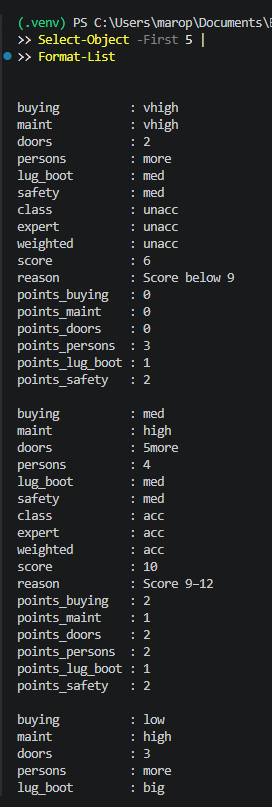 (.venv) PS C:\Users\marop\Documents\
>> Select-Object -First 5 |
>> Format-List
buying : vhigh
maint : vhigh
doors : 2
persons : more
lug_boot : med
safety : med
class : unacc
expert : unacc
weighted : unacc
score : 6
reason : Score below 9
points_buying : 0
points_maint : 0
points_doors : 0
points_persons : 3
points_lug_boot : 1
points_safety : 2
buying : med
maint : high
doors : 5more
persons : 4
lug_boot : med
safety : med
class : acc
expert : acc
weighted : acc
score : 10
reason : Score 9–12
points_buying : 2
points_maint : 1
points_doors : 2
points_persons : 2
points_lug_boot : 1
points_safety : 2
buying : low
maint : high
doors : 3
persons : more
lug_boot : big